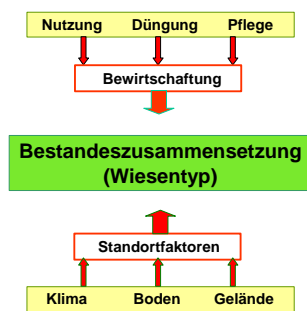 Nutzung Düngung Pflege
Bewirtschaftung
Bestandeszusammensetzung
(Wiesentyp)
Standortfaktoren
Klima Boden Gelände